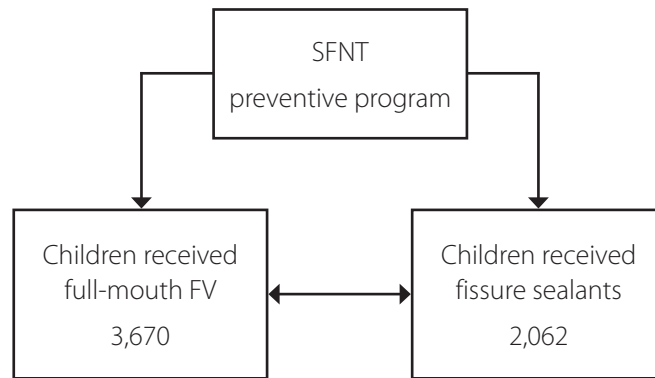 SFNT
preventive program
Children received
full-mouth FV
3,670
Children received
fissure sealants
2,062